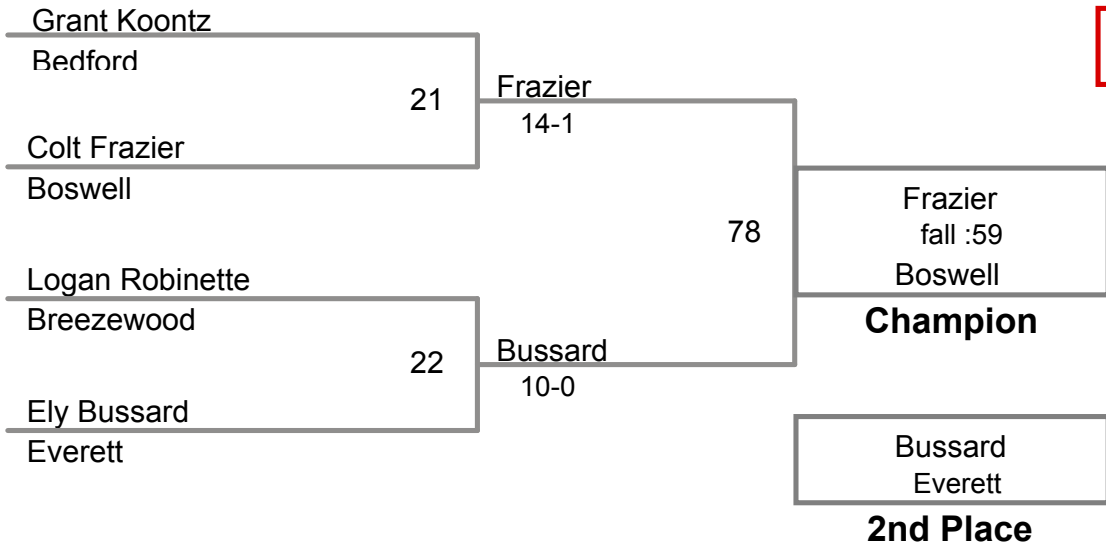 Grant Koontz
Bedford
21
Frazier
14-1
Colt Frazier
Boswell
78
Frazier
fall :59
Boswell
Champion
Logan Robinette
Breezewood
22
Bussard
10-0
Ely Bussard
Everett
Bussard
Everett
2nd Place